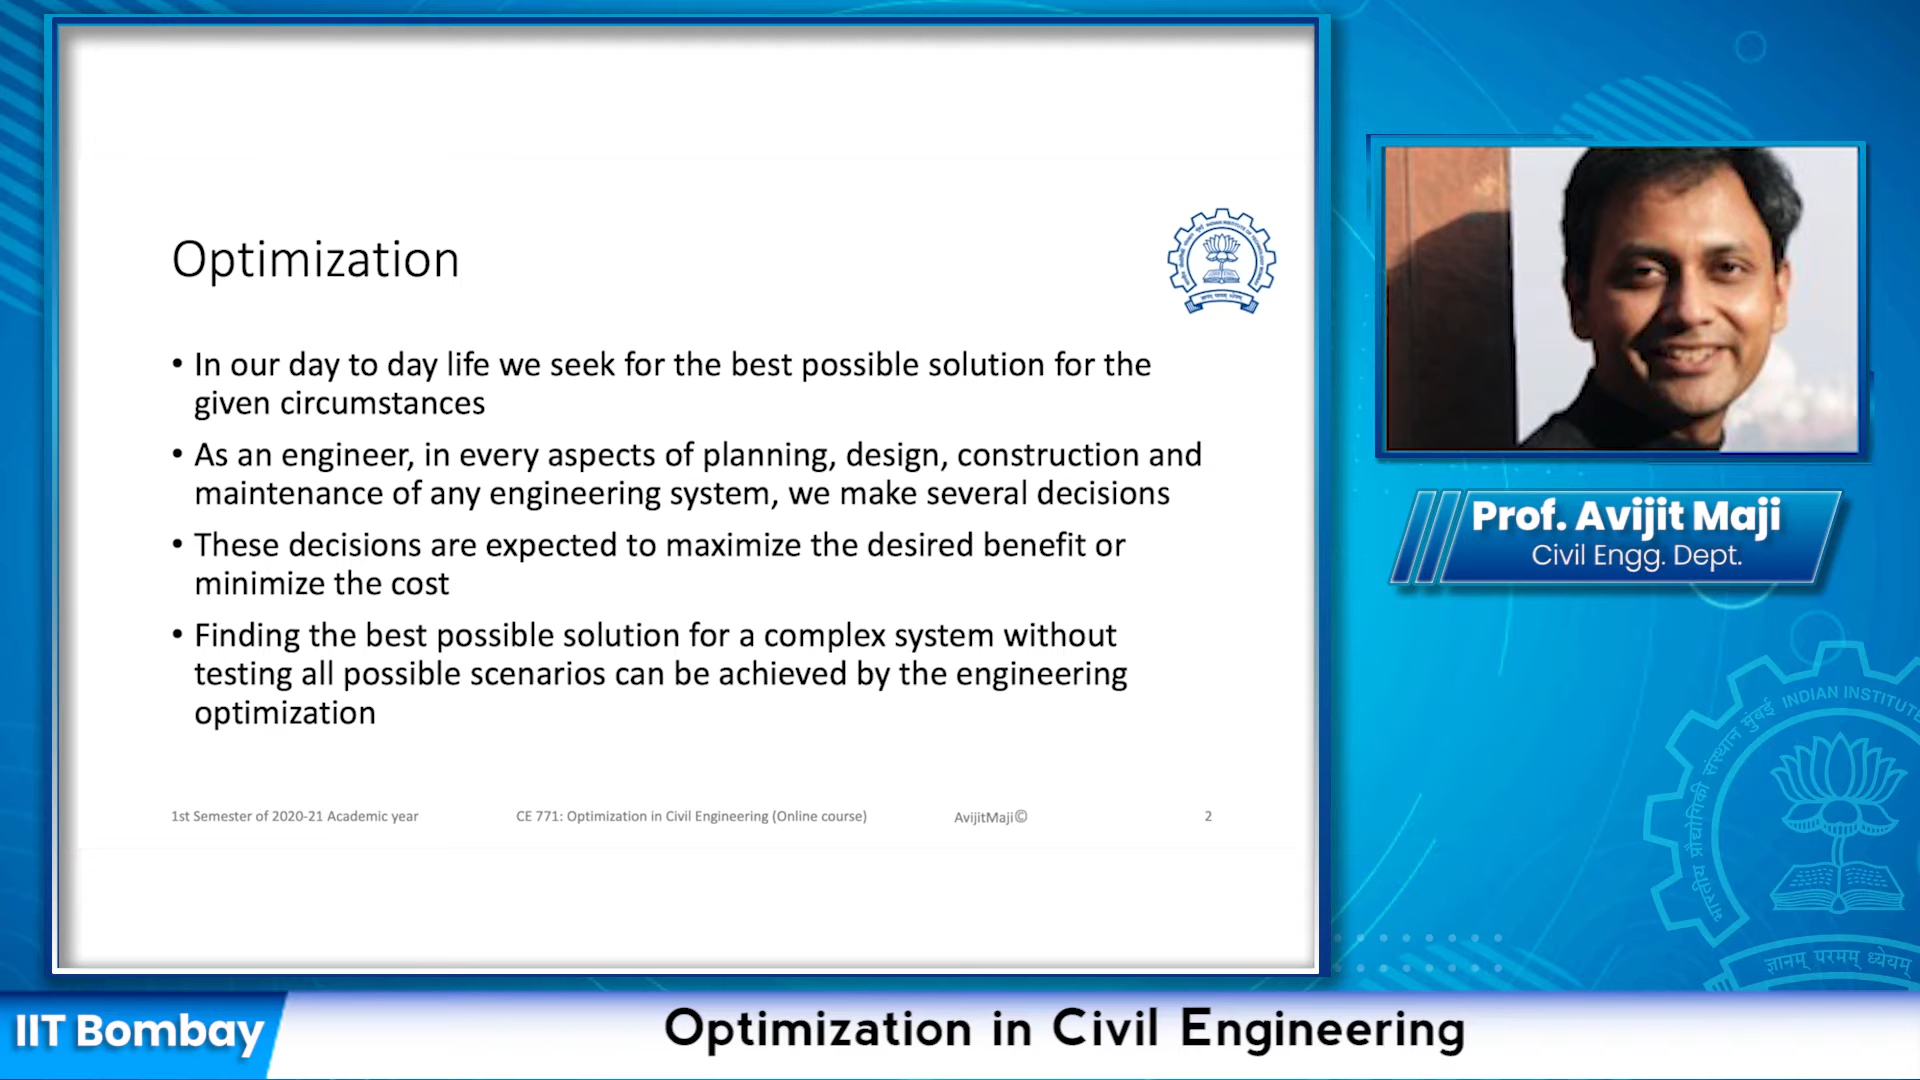 Optimization
• In our day to day life we seek for the best possible solution for the
given circumstances
• As an engineer, in every aspects of planning, design, construction and
maintenance of any engineering system, we make several decisions
• These decisions are expected to maximize the desired benefit or
minimize the cost
• Finding the best possible solution for a complex system without
testing all possible scenarios can be achieved by the engineering
optimization
1st Semester of 2020-21 Academic year
CE 771: Optimization in Civil Engineering (Online course)
AvijitMaji©
2
Prof. Avijit Maji
Civil Engg. Dept.
भारतीय प्रौद्योगिकी संस्थान मुंबई
INDIAN INSTITUTE
ज्ञानम् परमम् ध्येयम्
IIT Bombay
Optimization in Civil Engineering